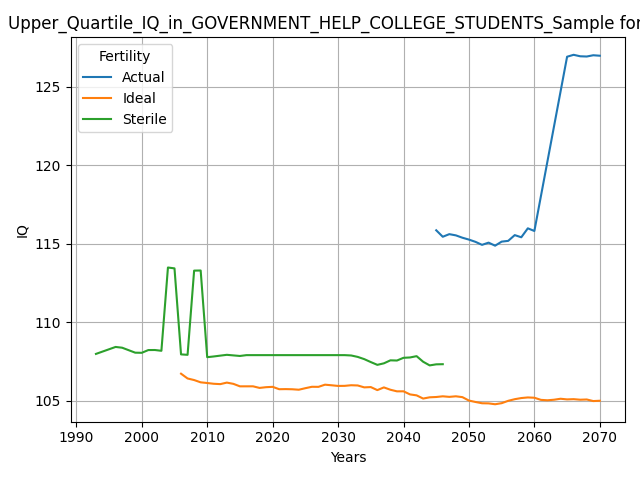 Upper_Quartile_IQ_in_GOVERNMENT_HELP_COLLEGE_STUDENTS_Sample for
Fertility
Actual
Ideal
Sterile
125
120
115
110
105
IQ
1990 2000 2010 2020 2030 2040 2050 2060 2070
Years